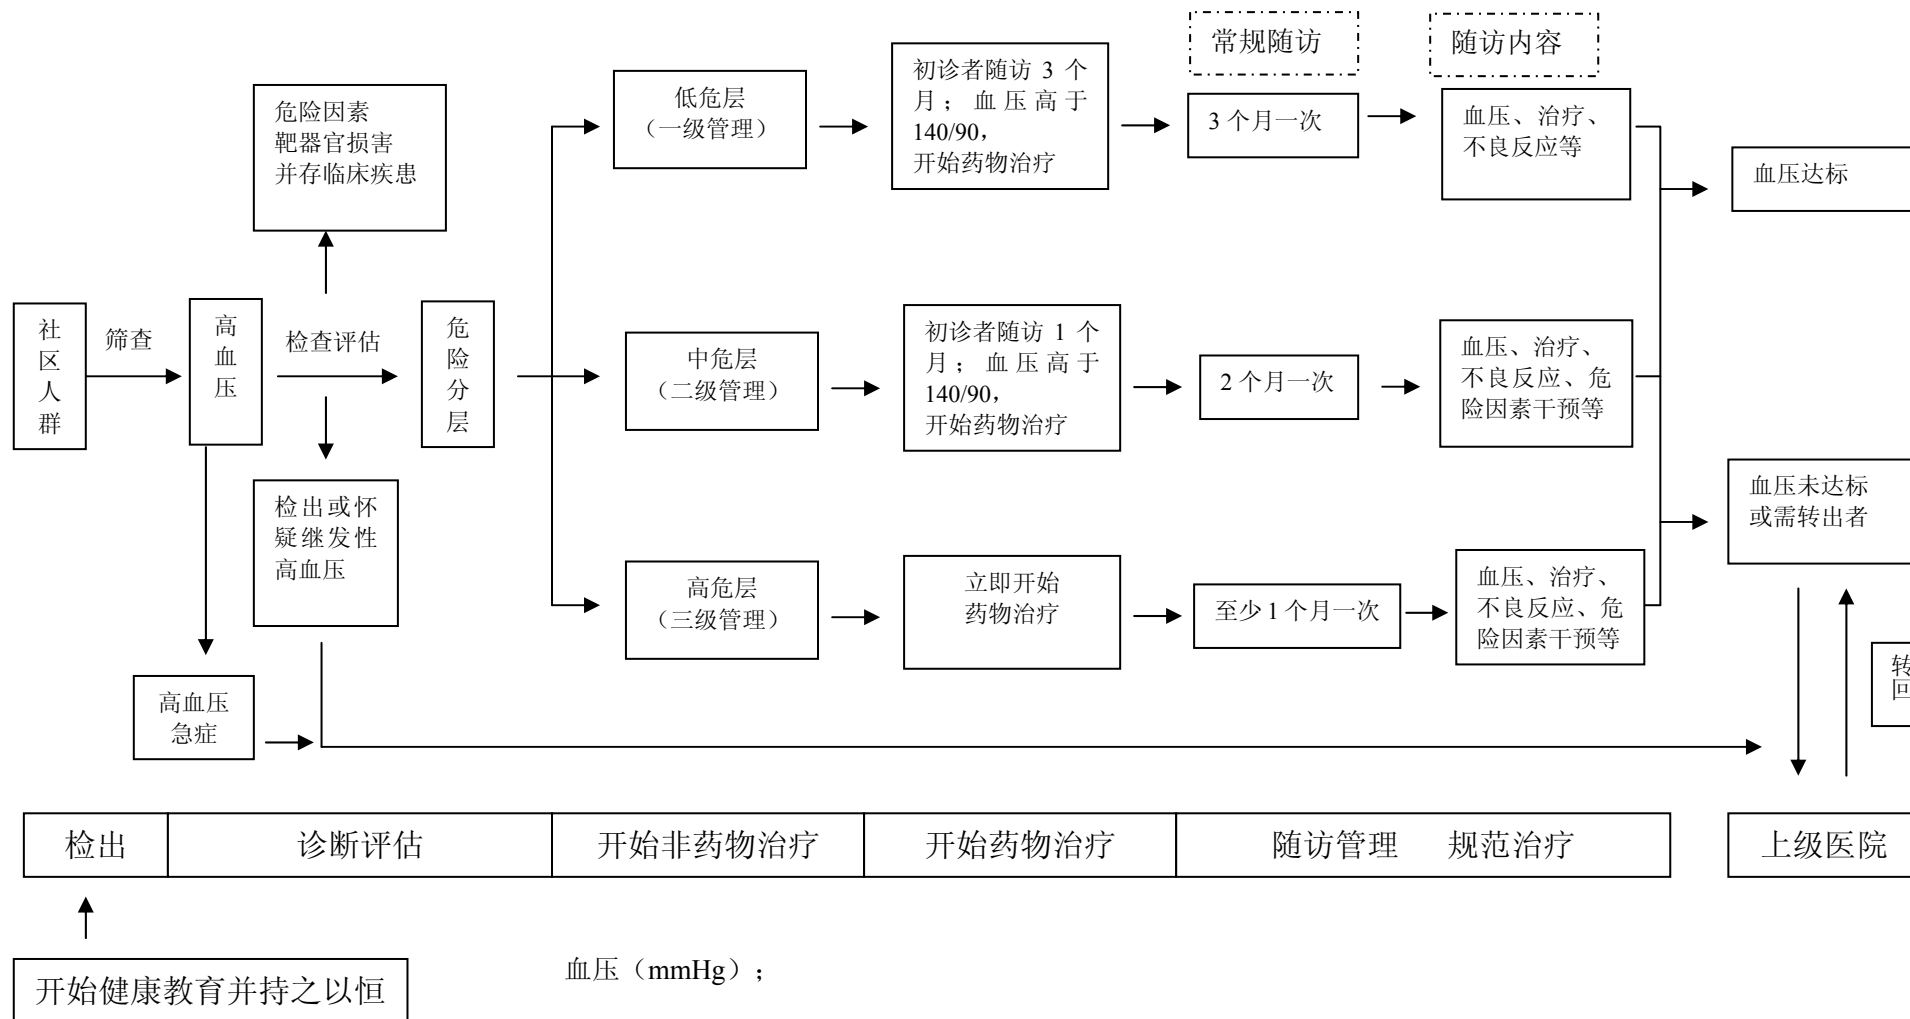 常规随访
随访内容
危险因素
靶器官损害
并存临床疾患
低危层
（一级管理）
初诊者随访 3 个
月；血压高于
140/90，
开始药物治疗
3 个月一次
血压、治疗、
不良反应等
血压达标
社
区
人
群
筛查
高
血
压
检查评估
危
险
分
层
中危层
（二级管理）
初诊者随访 1 个
月；血压高于
140/90，
开始药物治疗
2 个月一次
血压、治疗、
不良反应、危
险因素干预等
检出或怀
疑继发性
高血压
血压未达标
或需转出者
高危层
（三级管理）
立即开始
药物治疗
至少 1 个月一次
血压、治疗、
不良反应、危
险因素干预等
转
回
高血压
急症
检出
诊断评估
开始非药物治疗
开始药物治疗
随访管理 规范治疗
上级医院
开始健康教育并持之以恒
血压（mmHg）；